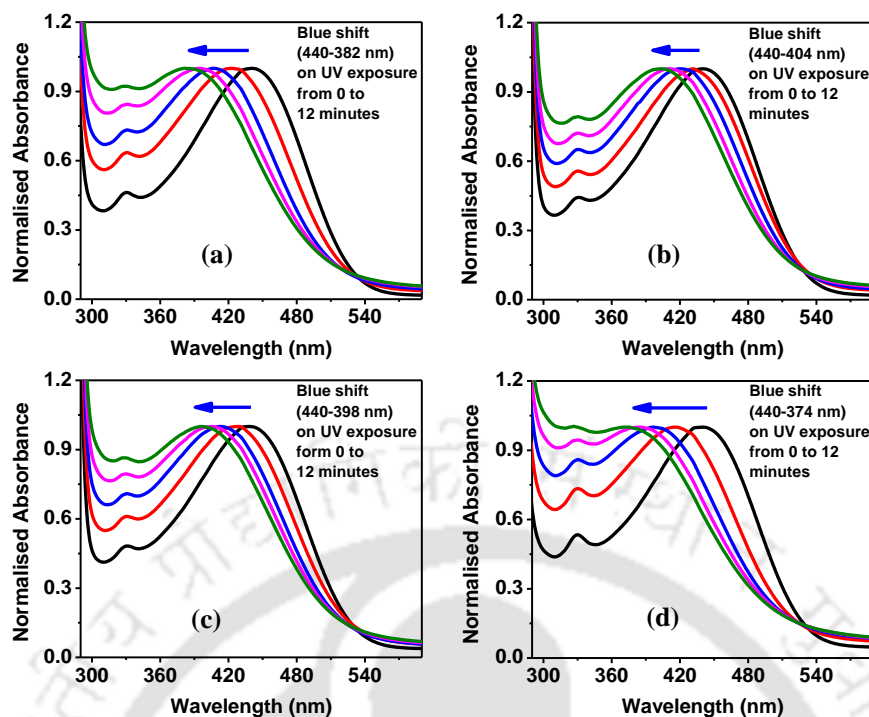 1.2
0.9
0.6
0.3
0.0
Normalised Absorbance
Blue shift
(440-382 nm)
on UV exposure
from 0 to
12 minutes
(a)
300 360 420 480 540
Wavelength (nm)
1.2
0.9
0.6
0.3
0.0
Normalised Absorbance
Blue shift
(440-404 nm)
on UV exposure
from 0 to
12 minutes
(b)
300 360 420 480 540
Wavelength (nm)
1.2
0.9
0.6
0.3
0.0
Normalised Absorbance
Blue shift
(440-398 nm)
on UV exposure
form 0 to
12 minutes
(c)
300 360 420 480 540
Wavelength (nm)
1.2
0.9
0.6
0.3
0.0
Normalised Absorbance
Blue shift
(440-374 nm)
on UV exposure
from 0 to 12
minutes
(d)
300 360 420 480 540
Wavelength (nm)